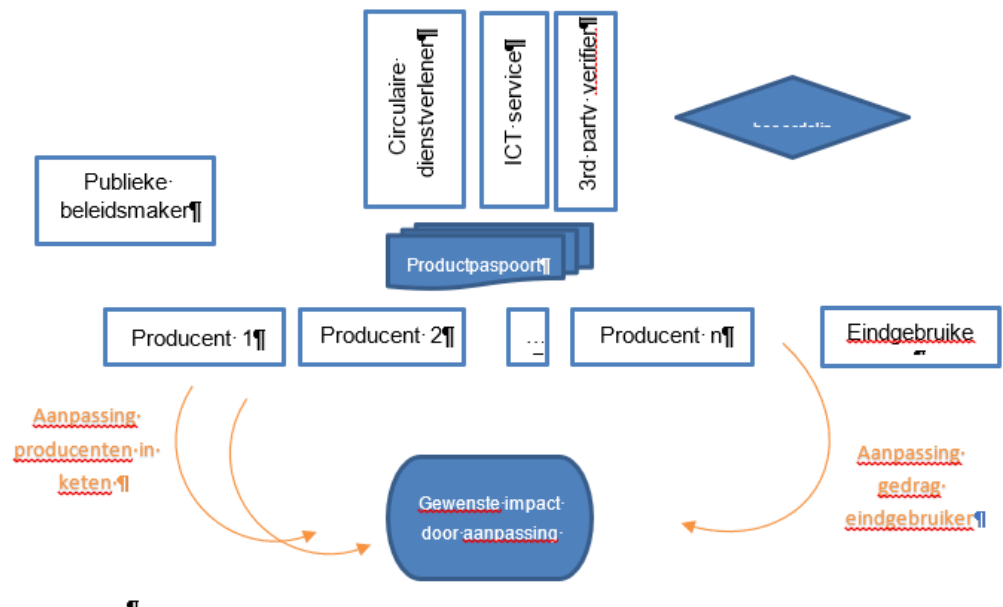 Circulaire
dienstverlener¶
ICT·service¶
3rd·party·verifier¶
Publieke·
beleidsmaker¶
Productpaspoort¶
Producent·1¶
Producent·2¶
…
Producent·n¶
Eindgebruike
¶
Aanpassing·
producenten·in·
keten·¶
Gewenste·impact·
door·aanpassing·
Aanpassing·
gedrag·
eindgebruiker¶
¶